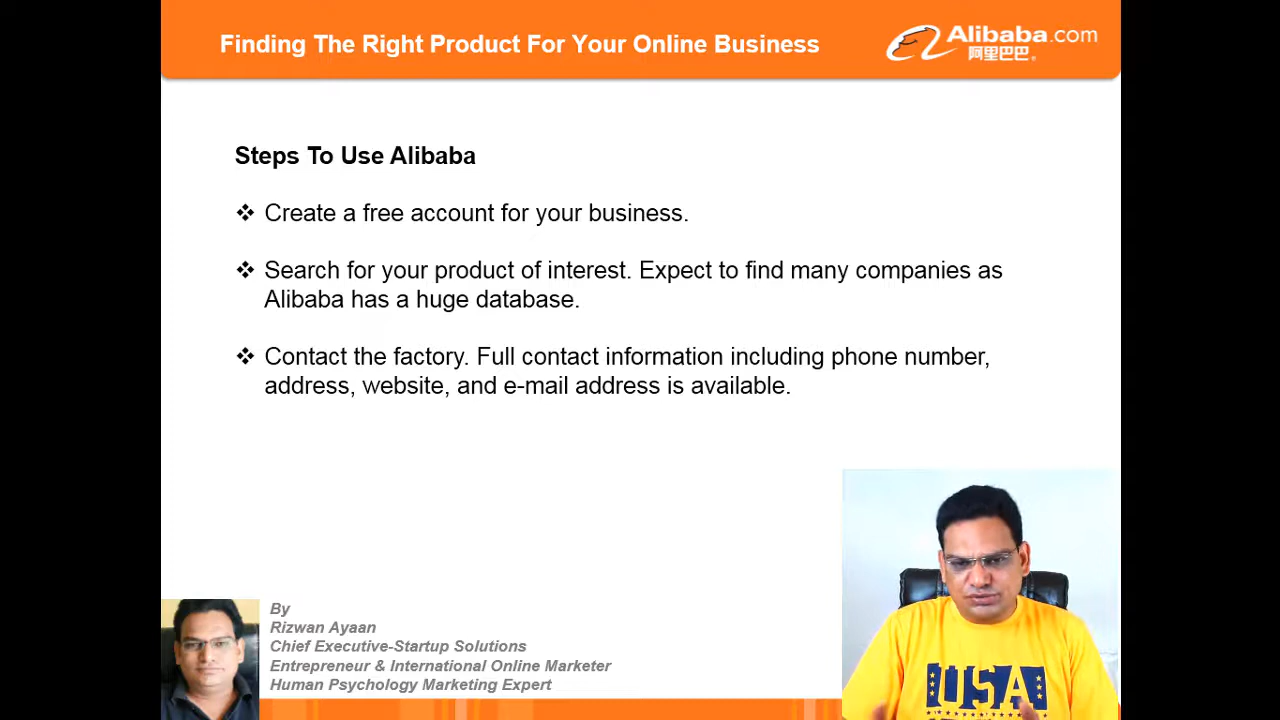 Finding The Right Product For Your Online Business
Alibaba.com
阿里巴巴
Steps To Use Alibaba
❖ Create a free account for your business.
❖ Search for your product of interest. Expect to find many companies as
Alibaba has a huge database.
❖ Contact the factory. Full contact information including phone number,
address, website, and e-mail address is available.
By
Rizwan Ayaan
Chief Executive-Startup Solutions
Entrepreneur & International Online Marketer
Human Psychology Marketing Expert
USA